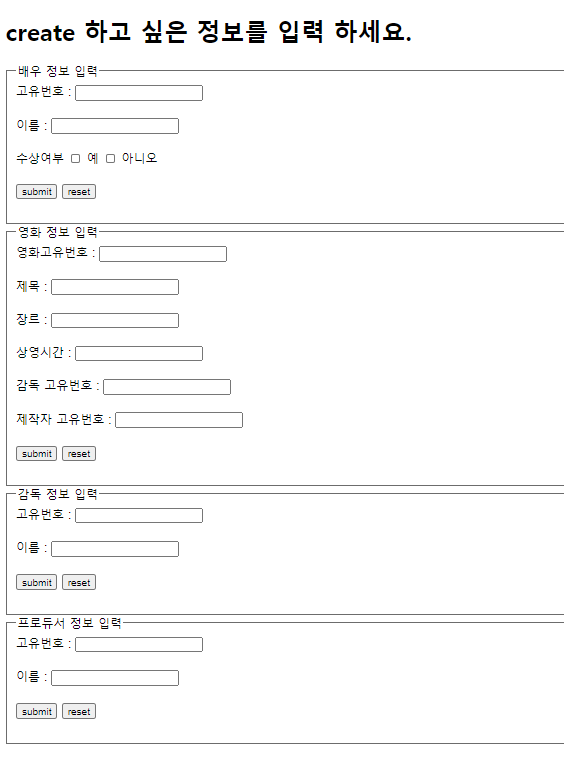 create 하고 싶은 정보를 입력 하세요.
배우 정보 입력
고유번호 :
이름 :
수상여부 예 아니오
submit reset
영화 정보 입력
영화고유번호 :
제목 :
장르 :
상영시간 :
감독 고유번호 :
제작자 고유번호 :
submit reset
감독 정보 입력
고유번호 :
이름 :
submit reset
프로듀서 정보 입력
고유번호 :
이름 :
submit reset